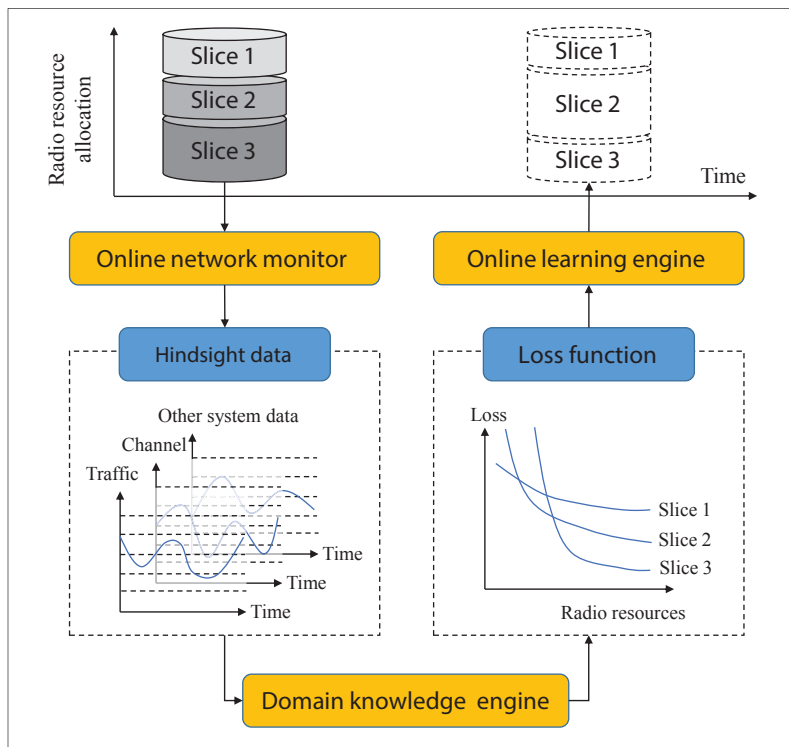 Radio resource
allocation
Slice 1
Slice 2
Slice 3
Slice 1
Slice 2
Slice 3
Time
Online network monitor
Online learning engine
Hindsight data
Loss function
Other system data
Channel
Traffic
Time
Time
Time
Loss
Slice 1
Slice 2
Slice 3
Radio resources
Domain knowledge engine